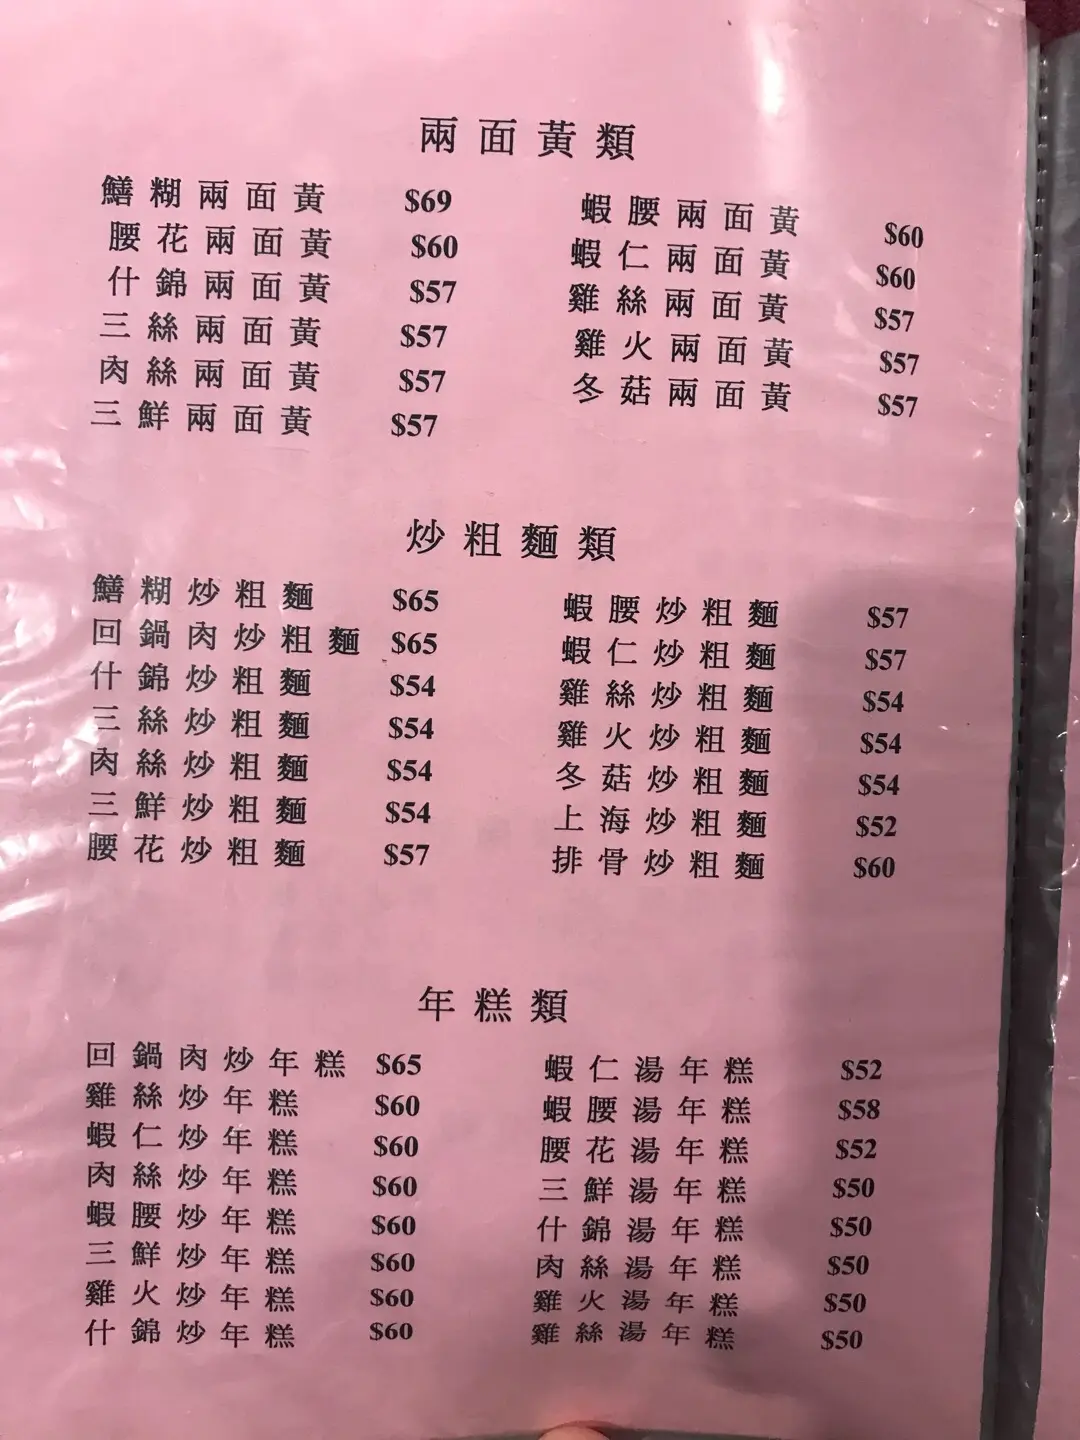 兩面黃類
鱔糊兩面黃 $69
腰花兩面黃 $60
什錦兩面黃 $57
三絲兩面黃 $57
肉絲兩面黃 $57
三鮮兩面黃 $57
蝦腰兩面黃 $60
蝦仁兩面黃 $60
雞絲兩面黃 $57
雞火兩面黃 $57
冬菇兩面黃 $57
炒粗麵類
鱔糊炒粗麵 $65
回鍋肉炒粗麵 $65
什錦炒粗麵 $54
三絲炒粗麵 $54
肉絲炒粗麵 $54
三鮮炒粗麵 $54
腰花炒粗麵 $57
蝦腰炒粗麵 $57
蝦仁炒粗麵 $57
雞絲炒粗麵 $54
雞火炒粗麵 $54
冬菇炒粗麵 $54
上海炒粗麵 $52
排骨炒粗麵 $60
年糕類
回鍋肉炒年糕 $65
雞絲炒年糕 $60
蝦仁炒年糕 $60
肉絲炒年糕 $60
蝦腰炒年糕 $60
三鮮炒年糕 $60
雞火炒年糕 $60
什錦炒年糕 $60
蝦仁湯年糕 $52
蝦腰湯年糕 $58
腰花湯年糕 $52
三鮮湯年糕 $50
什錦湯年糕 $50
肉絲湯年糕 $50
雞火湯年糕 $50
雞絲湯年糕 $50